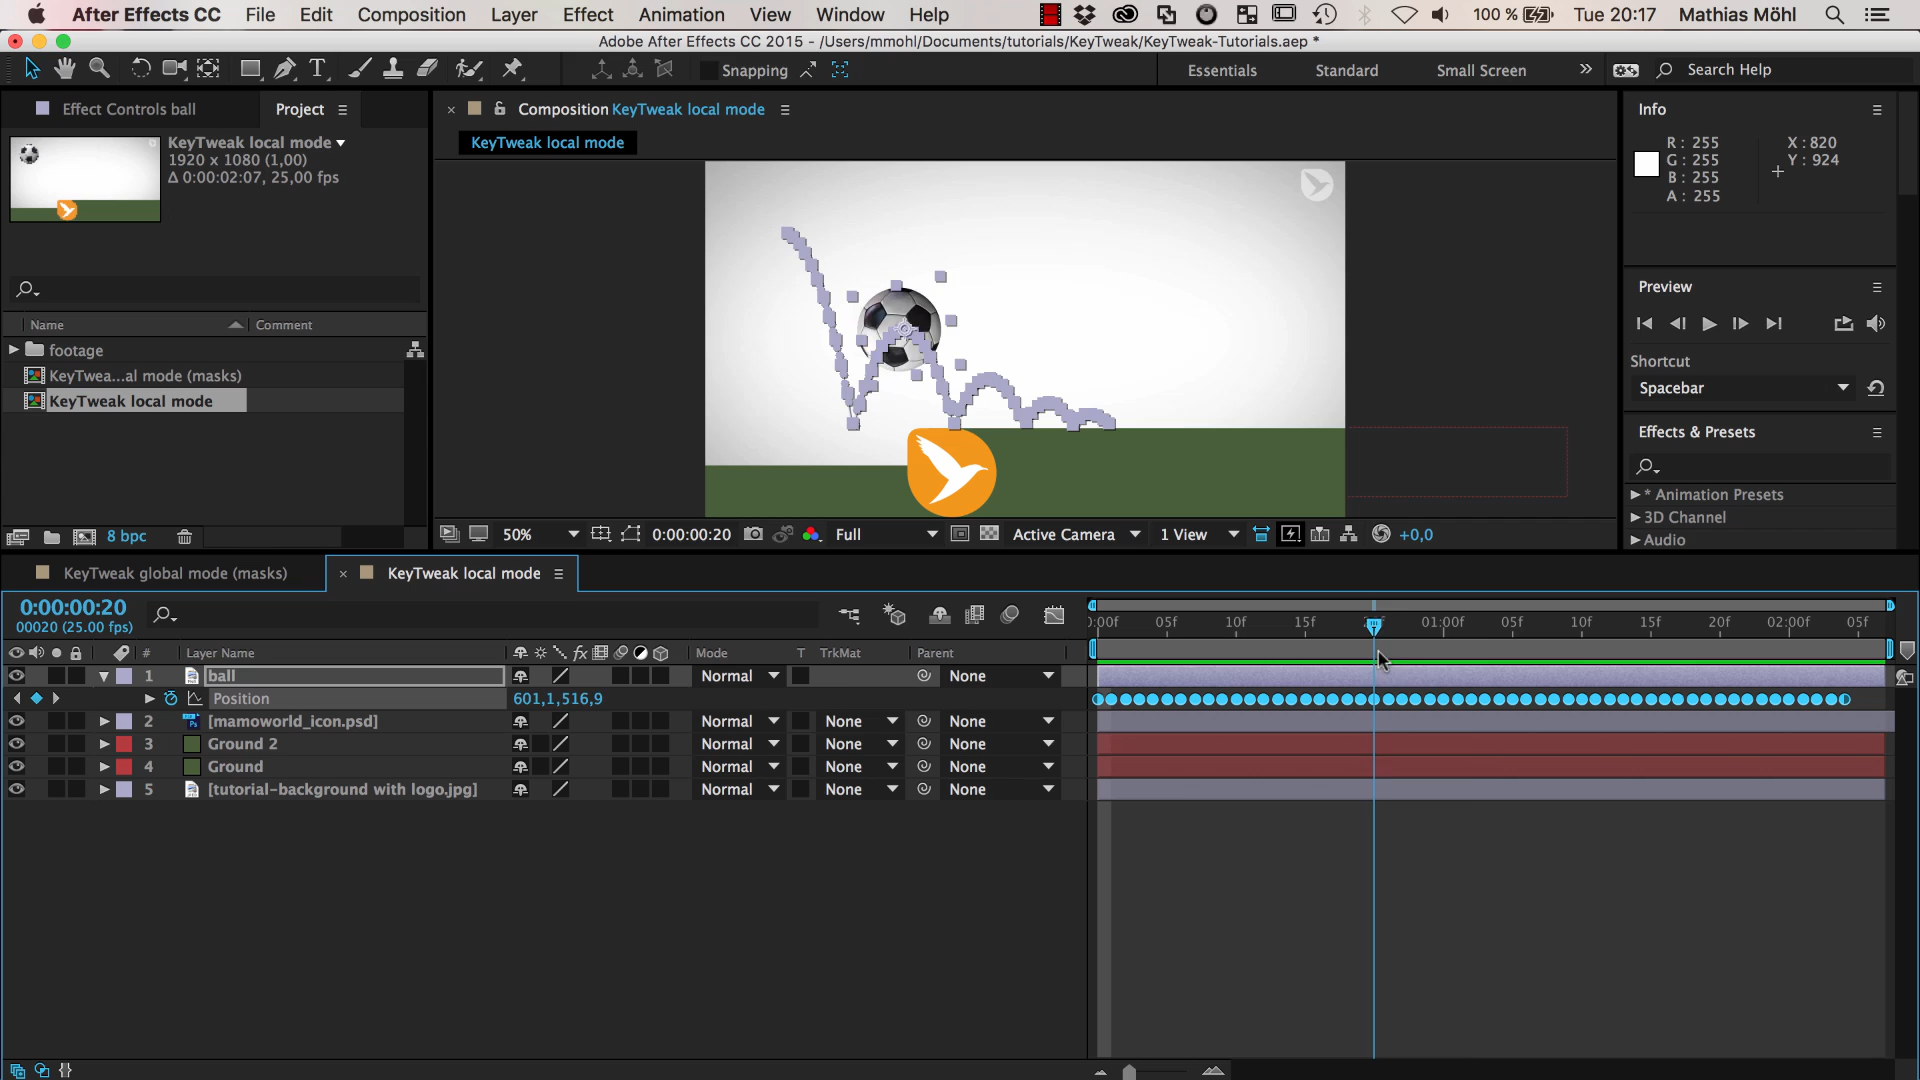 After Effects CC File Edit Composition Layer Effect Animation View Window Help 100 % Tue 20:17 Mathias Möhl
Adobe After Effects CC 2015 - /Users/mmohl/Documents/tutorials/KeyTweak/KeyTweak-Tutorials.aep *
Snapping Essentials Standard Small Screen Search Help
Effect Controls ball Project
KeyTweak local mode
1920 x 1080 (1,00)
Δ 0:00:02:07, 25,00 fps
Name Comment
footage
KeyTwea...al mode (masks)
KeyTweak local mode
8 bpc
Composition KeyTweak local mode
KeyTweak local mode
50% 0:00:00:20 Full Active Camera 1 View +0,0
Info
R: 255 X: 820
G: 255 Y: 924
B: 255
A: 255
Preview
Shortcut
Spacebar
Effects & Presets
* Animation Presets
3D Channel
Audio
KeyTweak global mode (masks) KeyTweak local mode
0:00:00:20
00020 (25.00 fps)
:00f 05f 10f 15f 01:00f 05f 10f 15f 20f 02:00f 05f
# Layer Name Mode T TrkMat Parent
1 ball Normal None
Position 601,1,516,9
2 [mamoworld_icon.psd] Normal None None
3 Ground 2 Normal None None
4 Ground Normal None None
5 [tutorial-background with logo.jpg] Normal None None